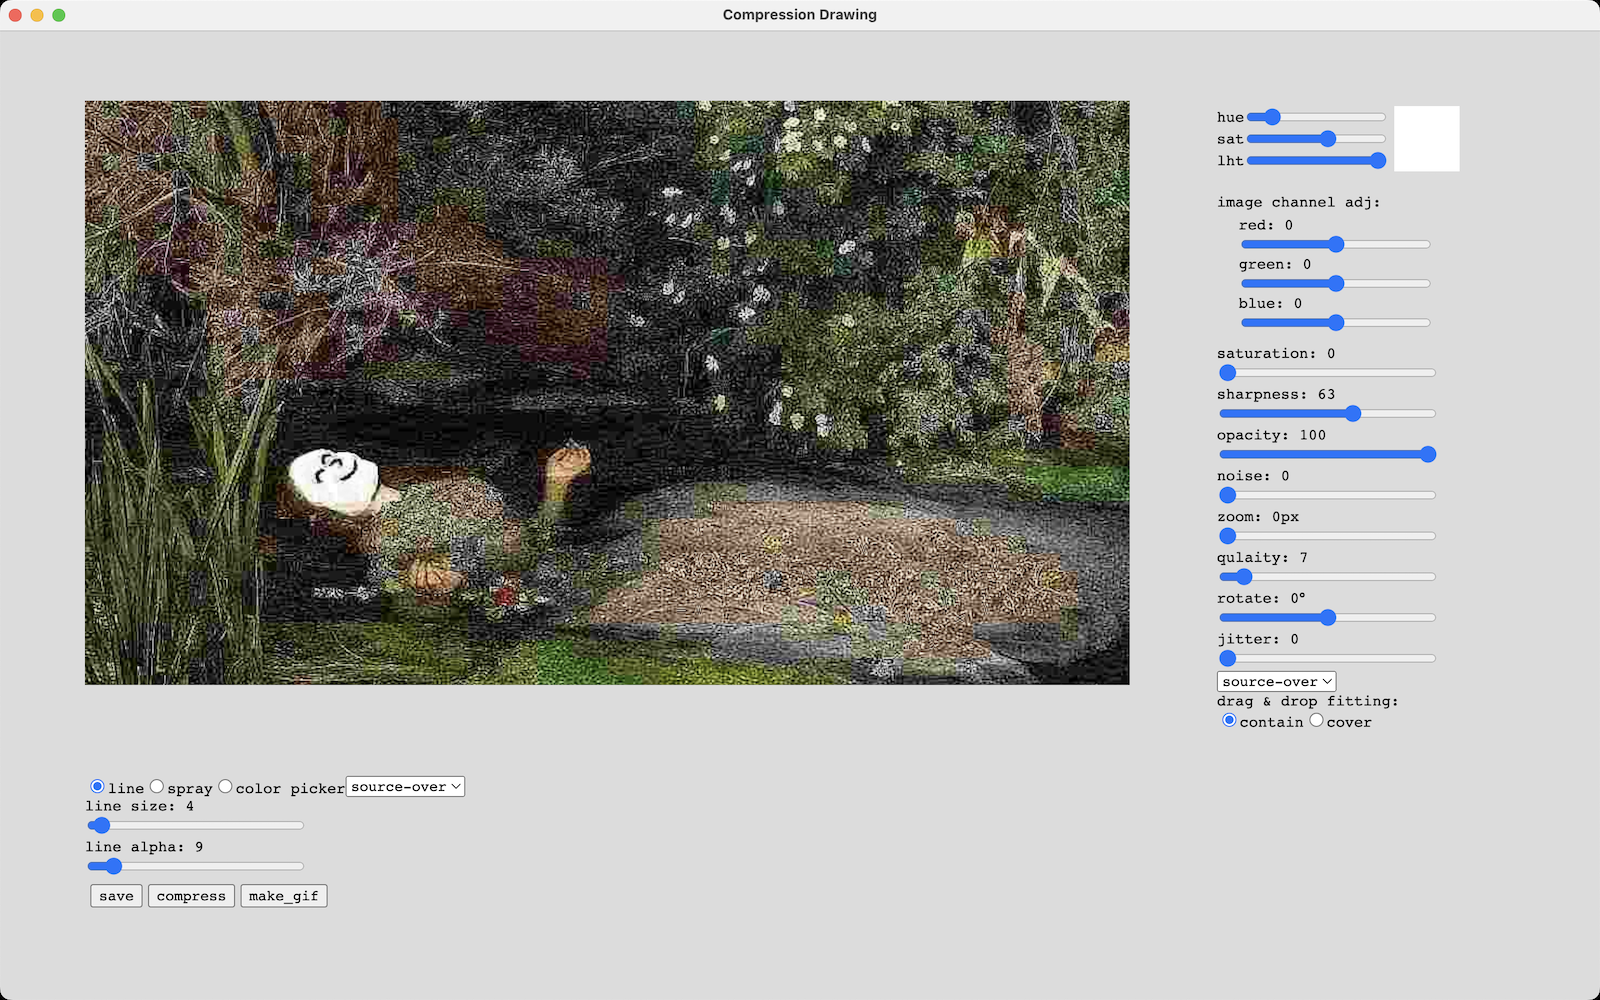 Compression Drawing
hue
sat
lht
image channel adj:
red: 0
green: 0
blue: 0
saturation: 0
sharpness: 63
opacity: 100
noise: 0
zoom: 0px
qulaity: 7
rotate: 0°
jitter: 0
source-over
drag & drop fitting:
contain cover
line spray color picker source-over
line size: 4
line alpha: 9
save compress make_gif